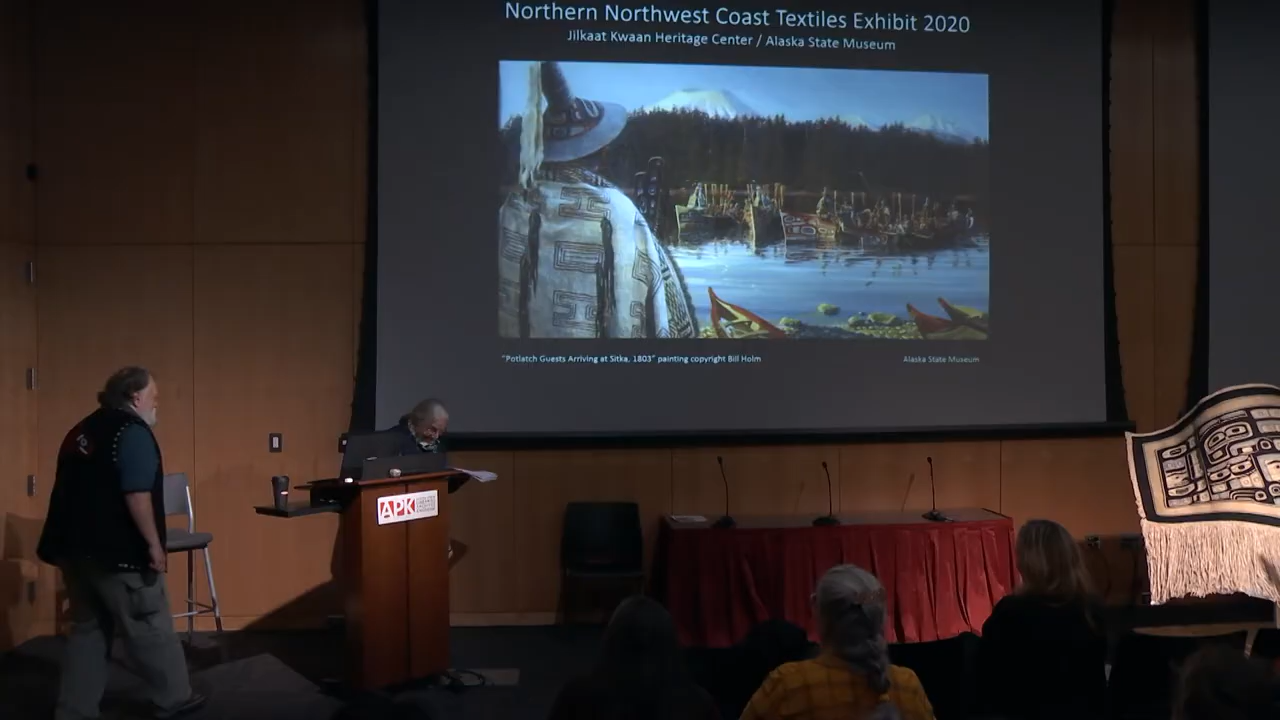 Northern Northwest Coast Textiles Exhibit 2020
Jilkaat Kwaan Heritage Center / Alaska State Museum
"Potlatch Guests Arriving at Sitka, 1803" painting copyright Bill Holm
Alaska State Museum
APK